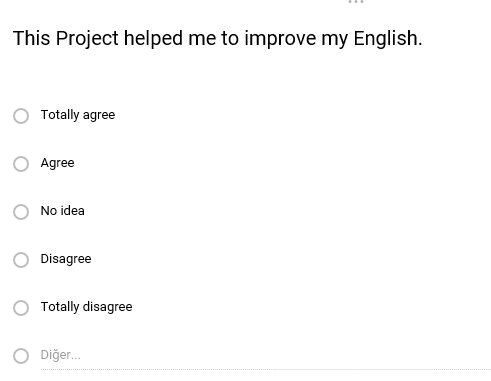 This Project helped me to improve my English.
Totally agree
Agree
No idea
Disagree
Totally disagree
Diğer...